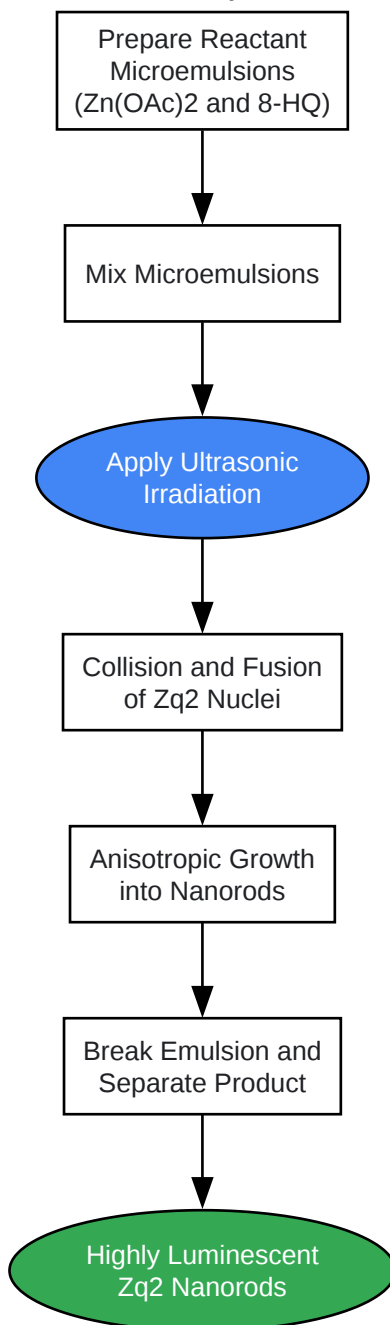 Prepare Reactant
Microemulsions
(Zn(OAc)2 and 8-HQ)
Mix Microemulsions
Apply Ultrasonic
Irradiation
Collision and Fusion
of Zq2 Nuclei
Anisotropic Growth
into Nanorods
Break Emulsion and
Separate Product
Highly Luminescent
Zq2 Nanorods